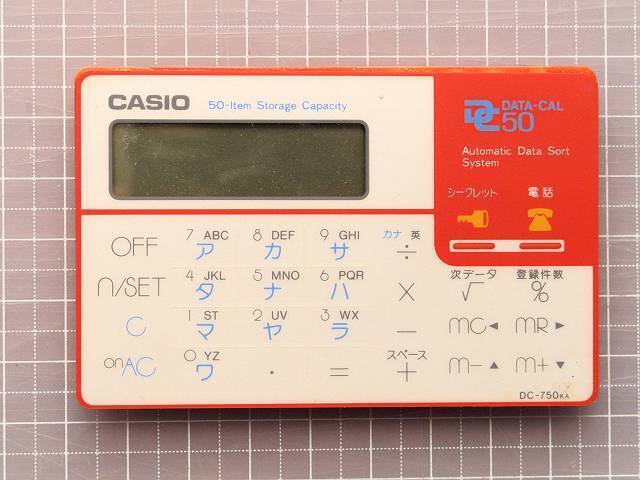 CASIO 50-Item Storage Capacity
DC DATA-CAL 50
Automatic Data Sort
System
シークレット 電話
OFF 7 ABC ア 8 DEF カ 9 GHI サ カナ 英 ÷
∩/SET 4 JKL タ 5 MNO ナ 6 PQR ハ × 次データ √ 登録件数 %
C 1 ST マ 2 UV ヤ 3 WX ラ − MC◀ MR▶
on AC 0 YZ ワ · = スペース + M−▲ M+▼
DC-750KA